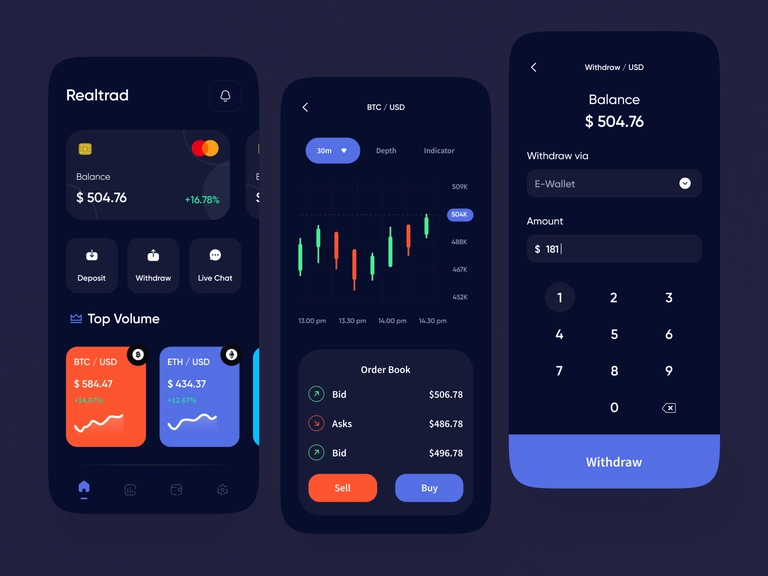 Realtrad
Balance
$ 504.76
+16.78%
Deposit
Withdraw
Live Chat
Top Volume
BTC / USD
$ 584.47
+14.67%
ETH / USD
$ 434.37
+12.67%
BTC / USD
30m
Depth
Indicator
509K
504K
488K
467K
452K
13.00 pm
13.30 pm
14.00 pm
14.30 pm
Order Book
Bid
$506.78
Asks
$486.78
Bid
$496.78
Sell
Buy
Withdraw / USD
Balance
$ 504.76
Withdraw via
E-Wallet
Amount
$ 181
1 2 3
4 5 6
7 8 9
0
Withdraw